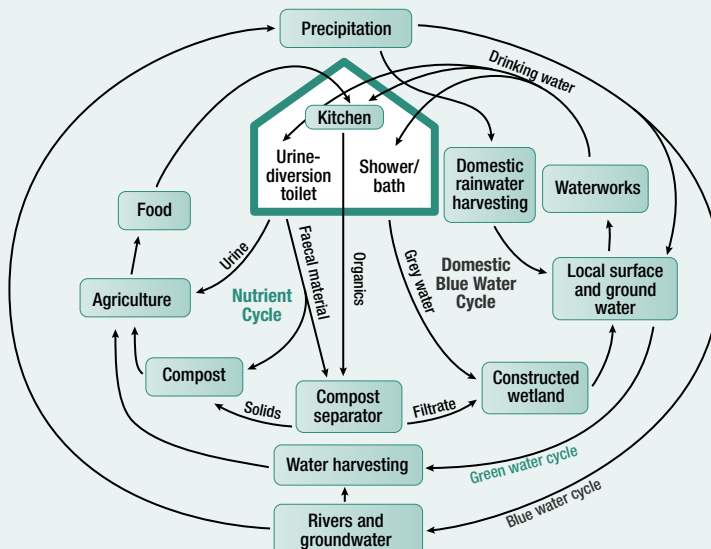 Precipitation
Drinking water
Kitchen
Urine-
diversion
toilet
Shower/
bath
Domestic
rainwater
harvesting
Waterworks
Food
Urine
Faecal material
Organics
Grey water
Nutrient
Cycle
Domestic
Blue Water
Cycle
Local surface
and ground
water
Agriculture
Compost
Solids
Compost
separator
Filtrate
Constructed
wetland
Water harvesting
Green water cycle
Blue water cycle
Rivers and
groundwater